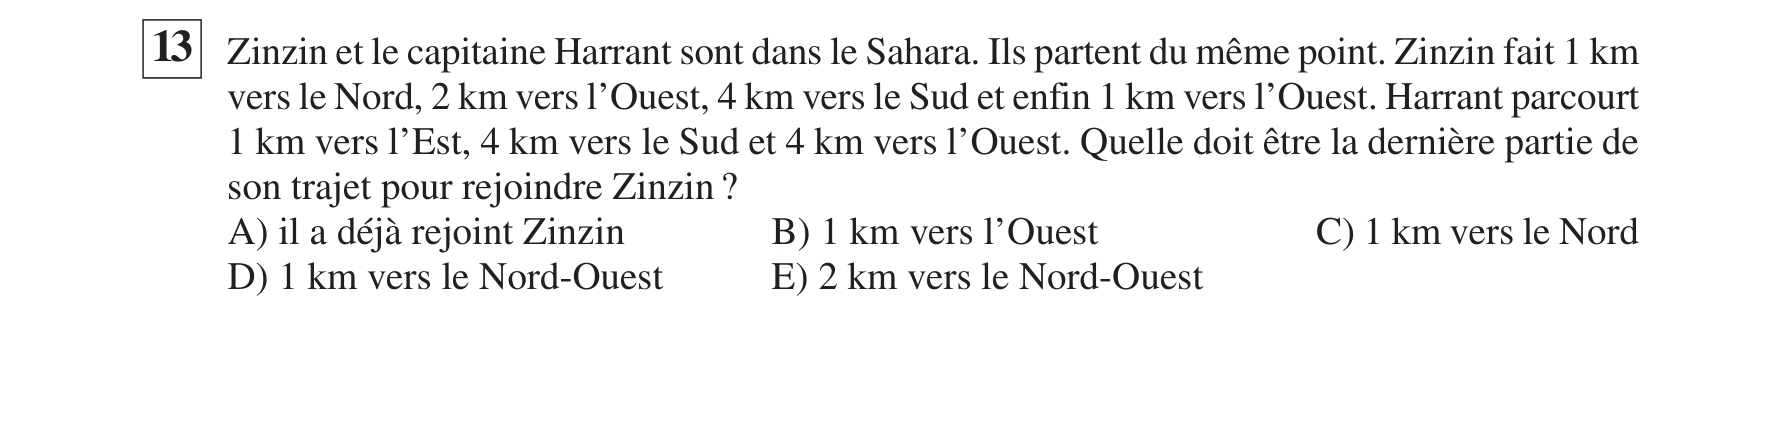 13 Zinzin et le capitaine Harrant sont dans le Sahara. Ils partent du même point. Zinzin fait 1 km
vers le Nord, 2 km vers l’Ouest, 4 km vers le Sud et enfin 1 km vers l’Ouest. Harrant parcourt
1 km vers l’Est, 4 km vers le Sud et 4 km vers l’Ouest. Quelle doit être la dernière partie de
son trajet pour rejoindre Zinzin ?
A) il a déjà rejoint Zinzin B) 1 km vers l’Ouest C) 1 km vers le Nord
D) 1 km vers le Nord-Ouest E) 2 km vers le Nord-Ouest